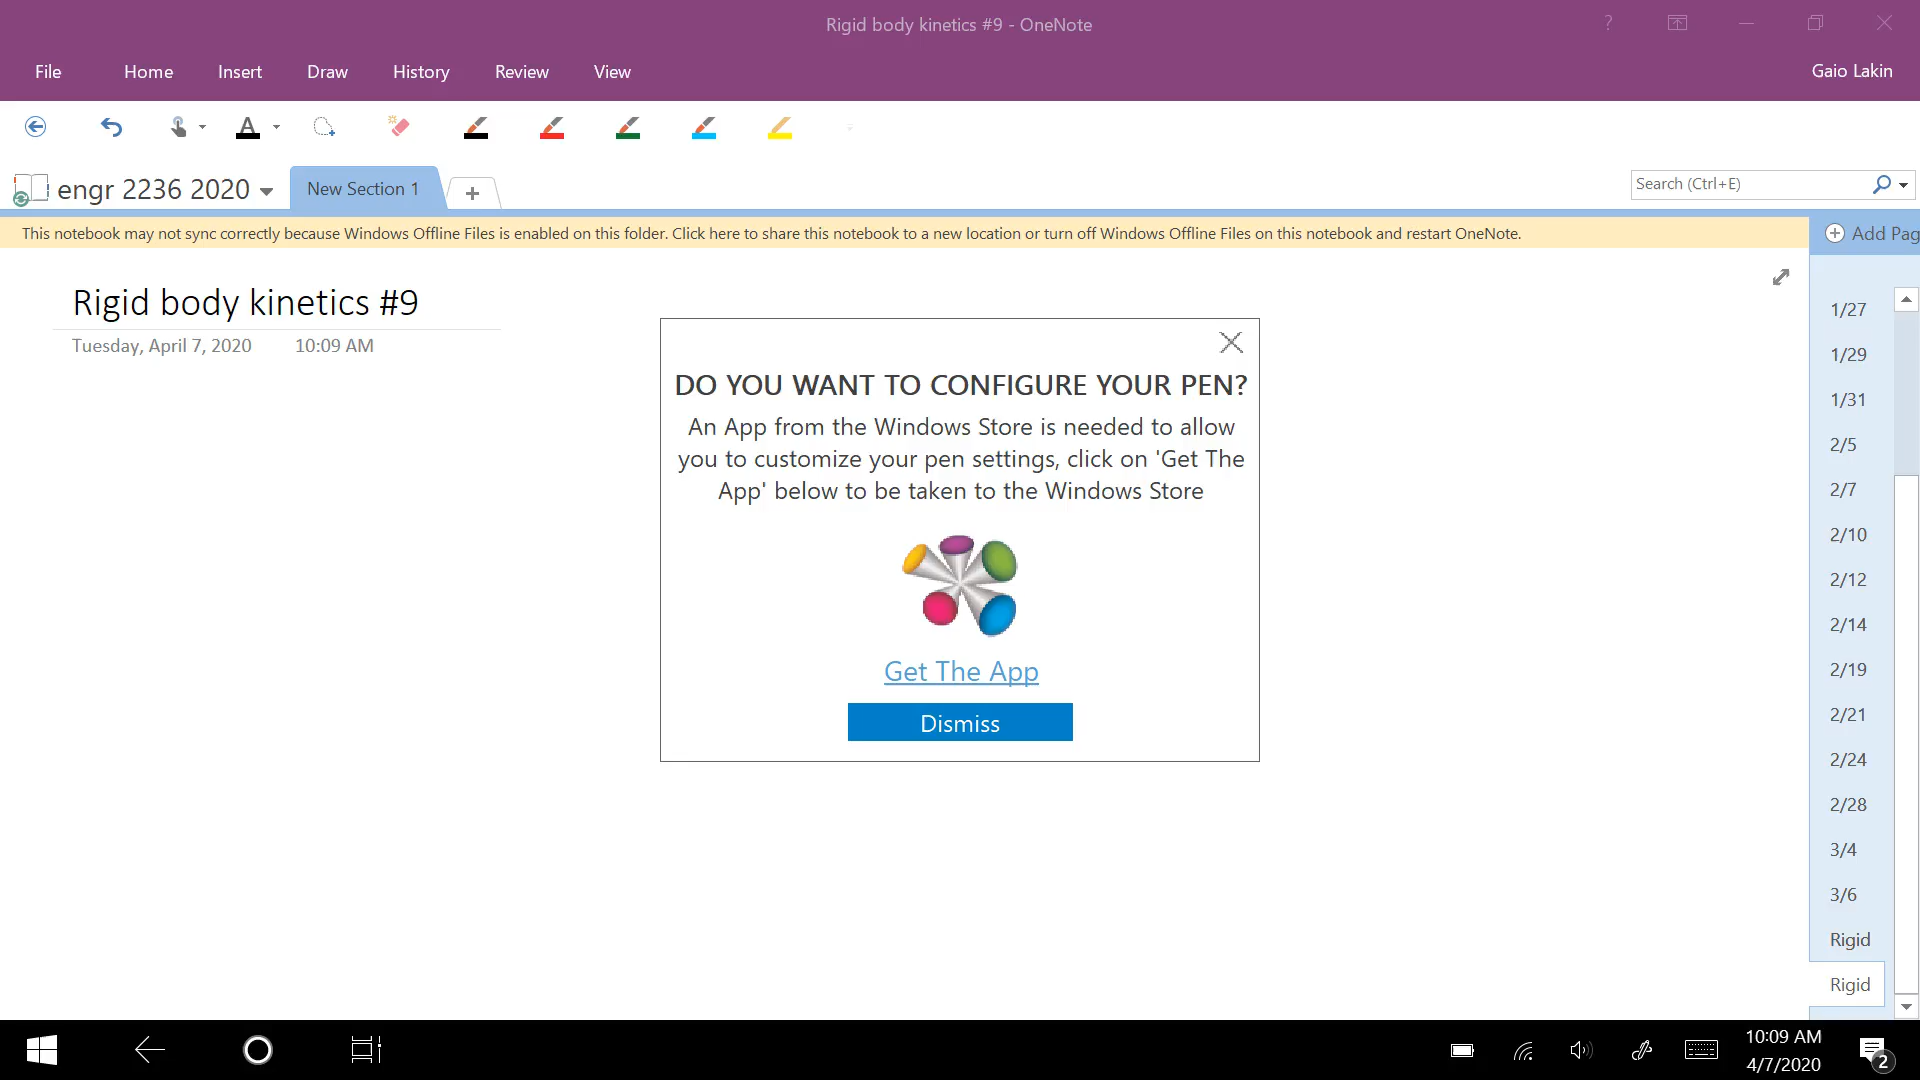 Rigid body kinetics #9 - OneNote
?
File Home Insert Draw History Review View
Gaio Lakin
A
engr 2236 2020
New Section 1
+
Search (Ctrl+E)
This notebook may not sync correctly because Windows Offline Files is enabled on this folder. Click here to share this notebook to a new location or turn off Windows Offline Files on this notebook and restart OneNote.
Add Pag
Rigid body kinetics #9
Tuesday, April 7, 2020 10:09 AM
DO YOU WANT TO CONFIGURE YOUR PEN?
An App from the Windows Store is needed to allow
you to customize your pen settings, click on 'Get The
App' below to be taken to the Windows Store
Get The App
Dismiss
1/27
1/29
1/31
2/5
2/7
2/10
2/12
2/14
2/19
2/21
2/24
2/28
3/4
3/6
Rigid
Rigid
10:09 AM
4/7/2020
2